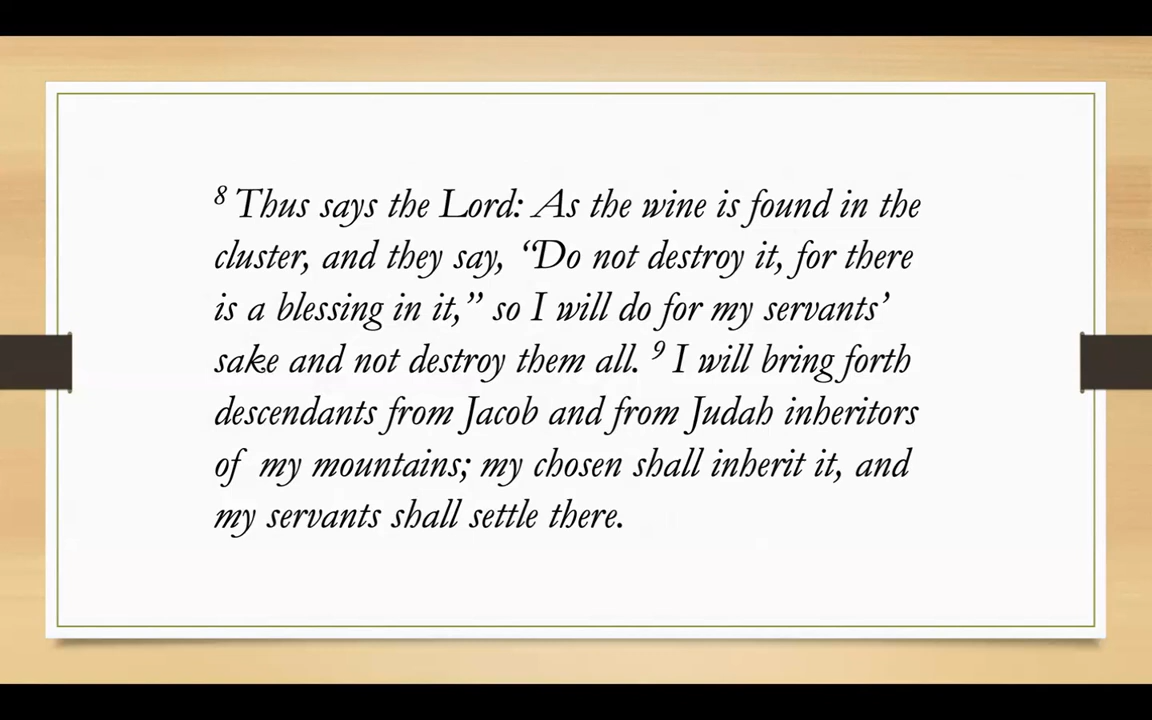 ⁸ Thus says the Lord: As the wine is found in the
cluster, and they say, “Do not destroy it, for there
is a blessing in it,” so I will do for my servants’
sake and not destroy them all. ⁹ I will bring forth
descendants from Jacob and from Judah inheritors
of my mountains; my chosen shall inherit it, and
my servants shall settle there.